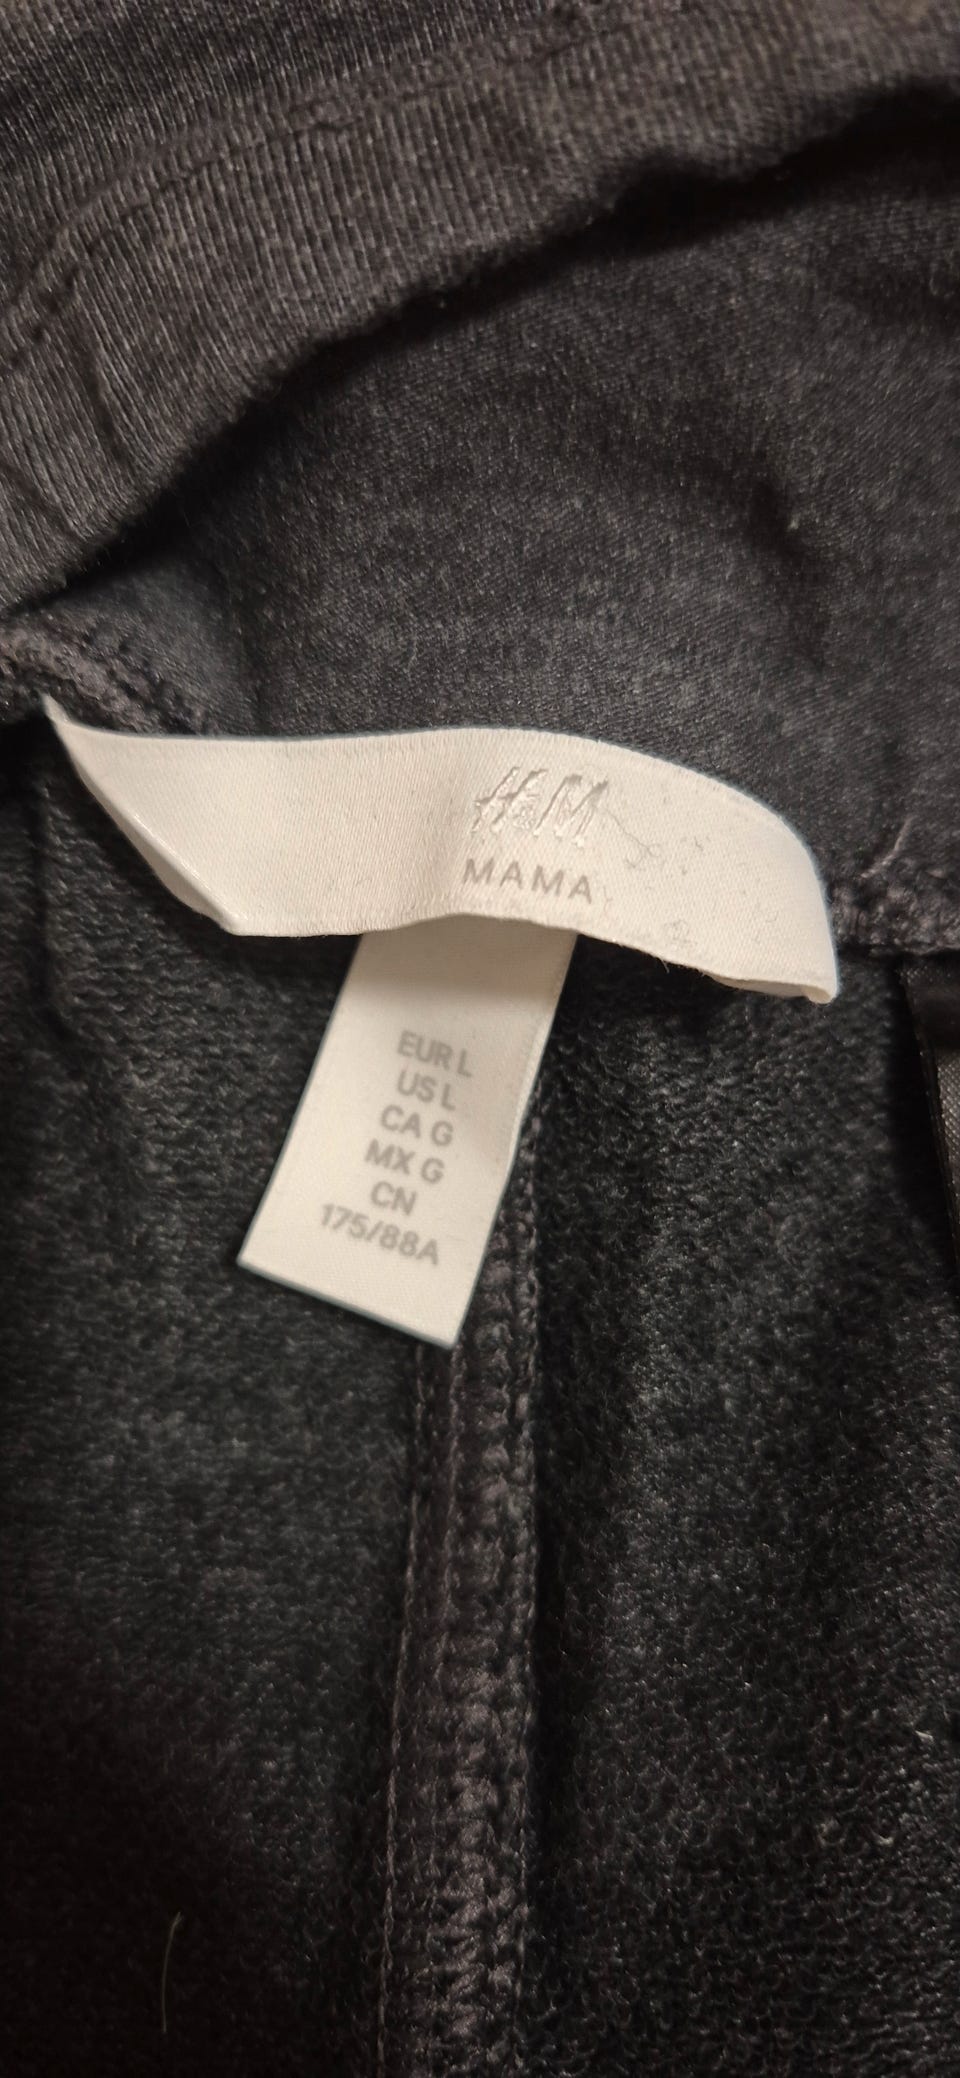 H&M
MAMA
EUR L
US L
CA G
MX G
CN
175/88A